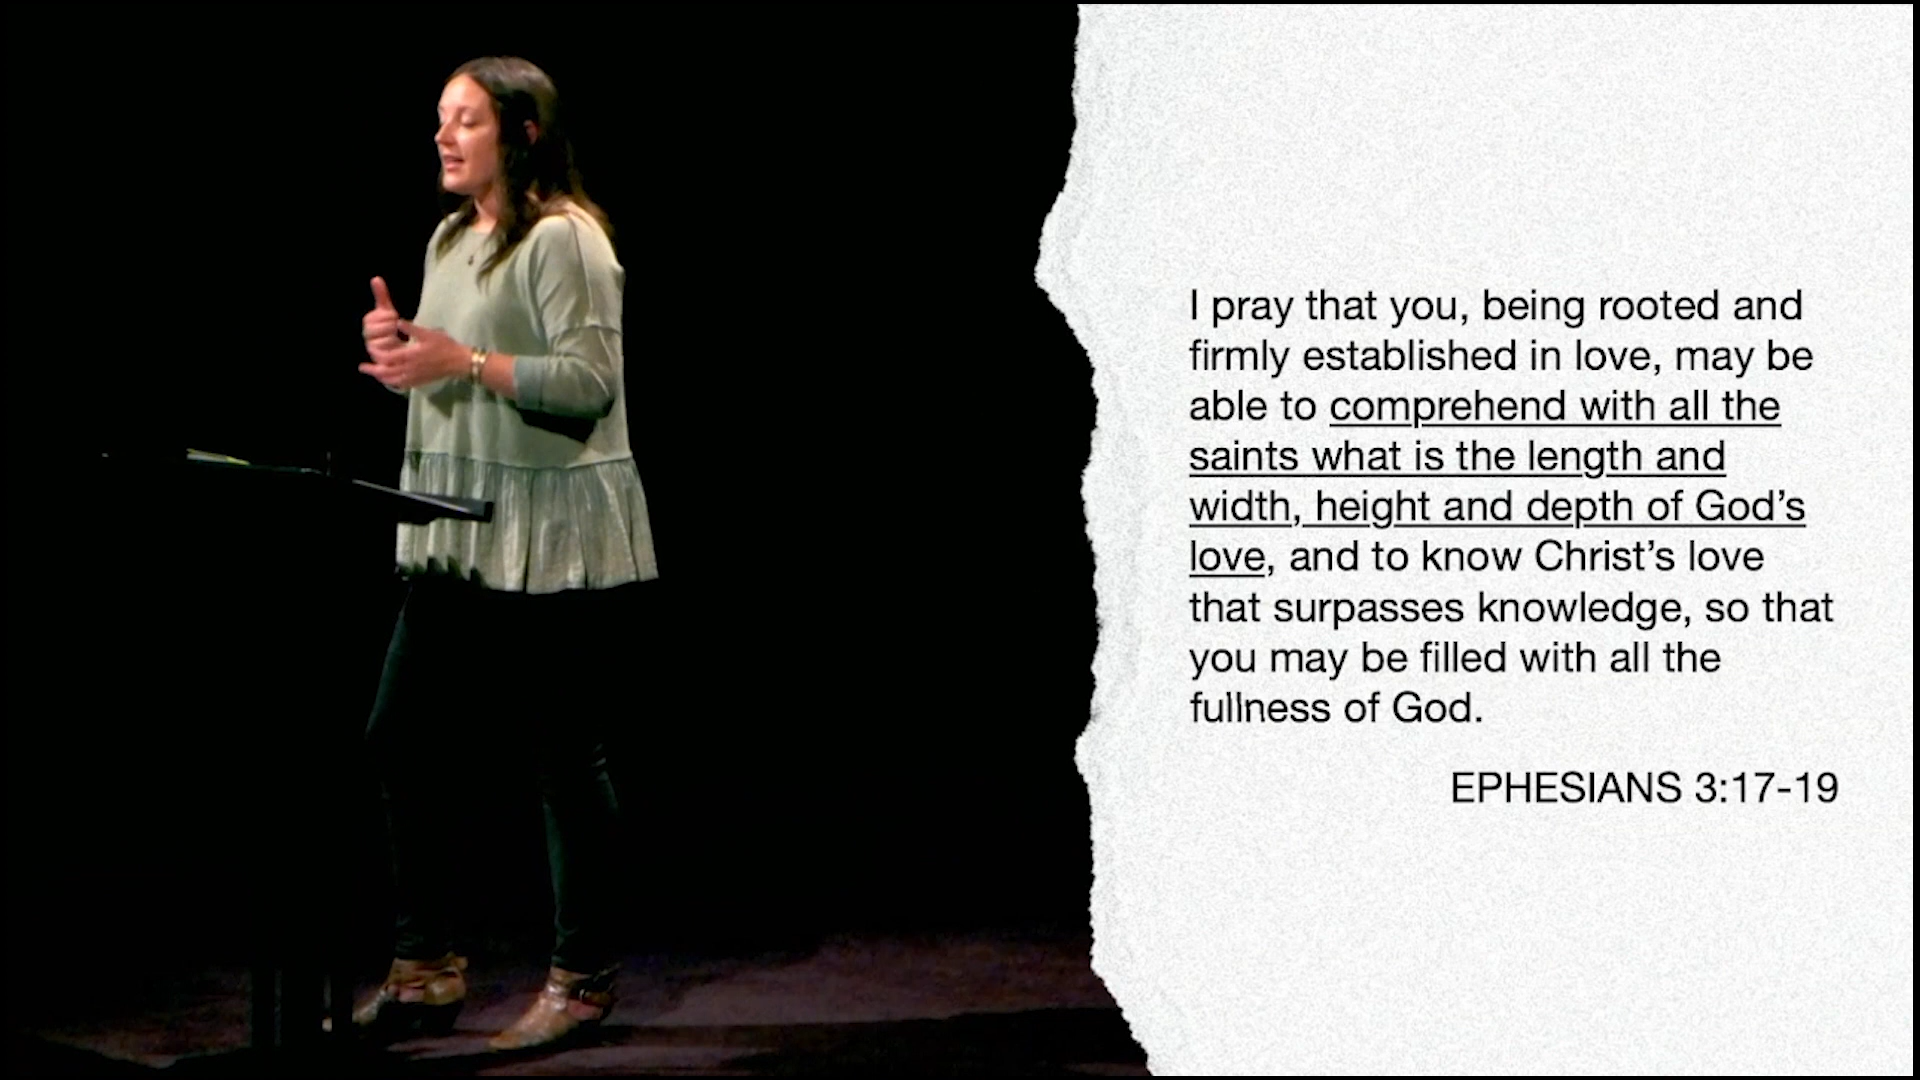 I pray that you, being rooted and
firmly established in love, may be
able to comprehend with all the
saints what is the length and
width, height and depth of God’s
love, and to know Christ’s love
that surpasses knowledge, so that
you may be filled with all the
fullness of God.
EPHESIANS 3:17-19